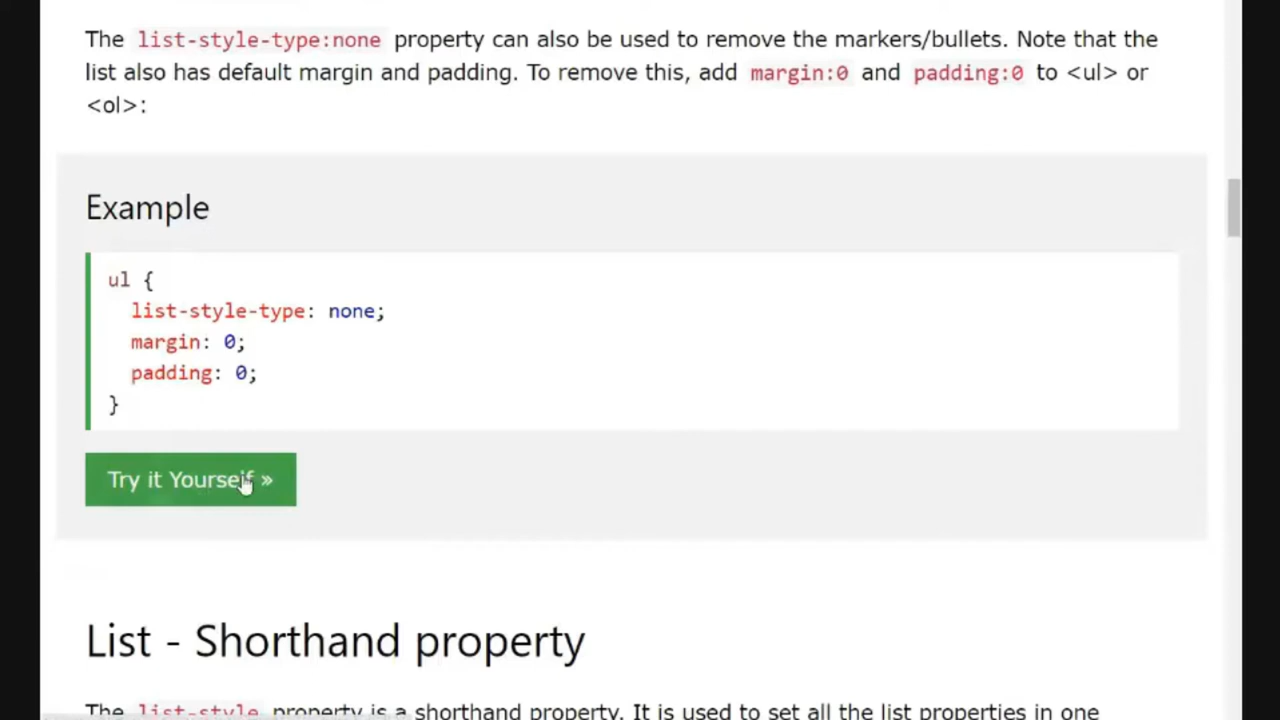 The list-style-type:none property can also be used to remove the markers/bullets. Note that the
list also has default margin and padding. To remove this, add margin:0 and padding:0 to <ul> or
<ol>:
Example
ul {
  list-style-type: none;
  margin: 0;
  padding: 0;
}
Try it Yourself »
List - Shorthand property
The list-style property is a shorthand property. It is used to set all the list properties in one